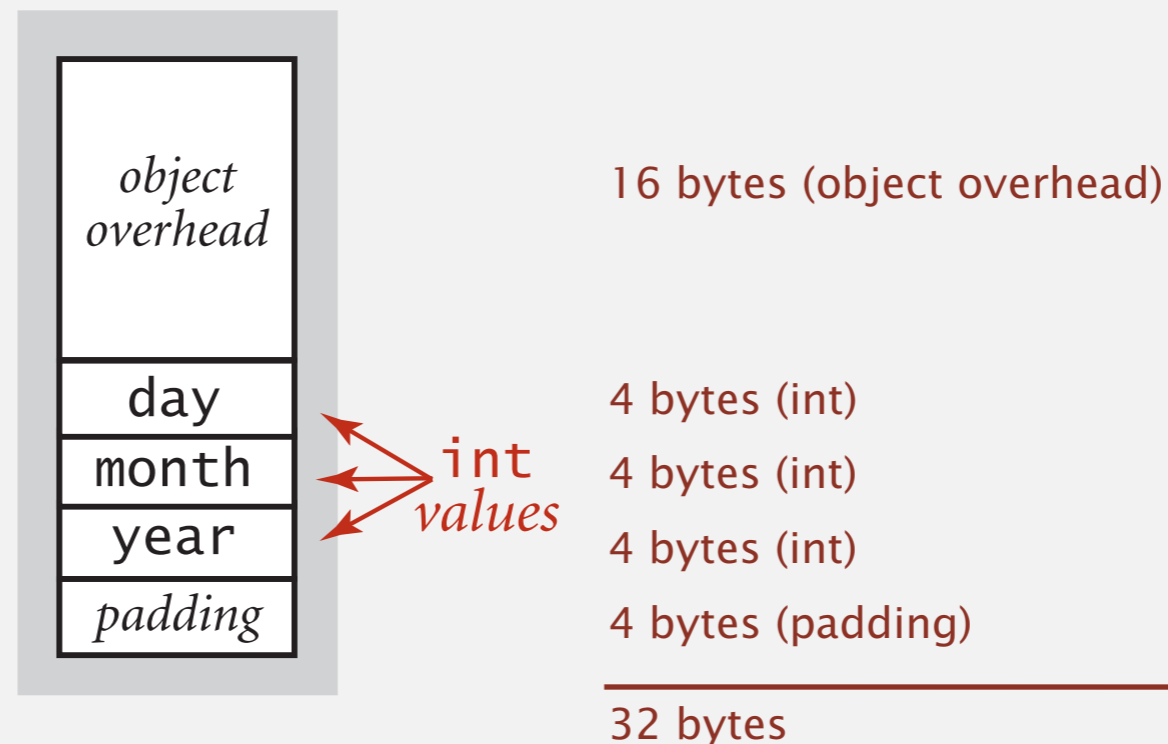 object
overhead
16 bytes (object overhead)
day
4 bytes (int)
month
4 bytes (int)
year
4 bytes (int)
int
values
padding
4 bytes (padding)
32 bytes